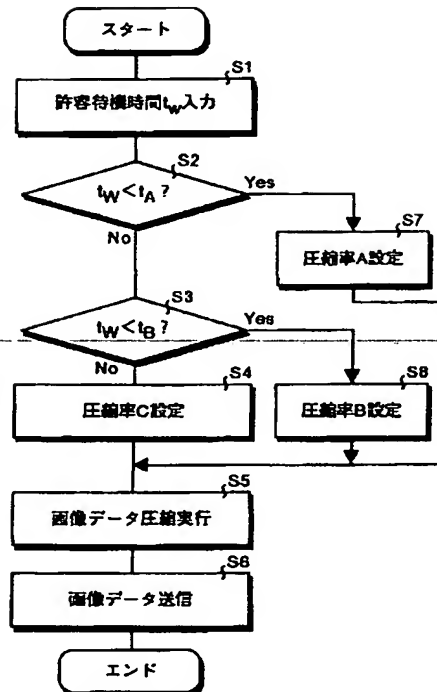 スタート
S1
許容待機時間tW入力
S2
tW<tA?
Yes
No
S7
圧縮率A設定
S3
tW<tB?
Yes
No
S4
圧縮率C設定
S8
圧縮率B設定
S5
画像データ圧縮実行
S6
画像データ送信
エンド